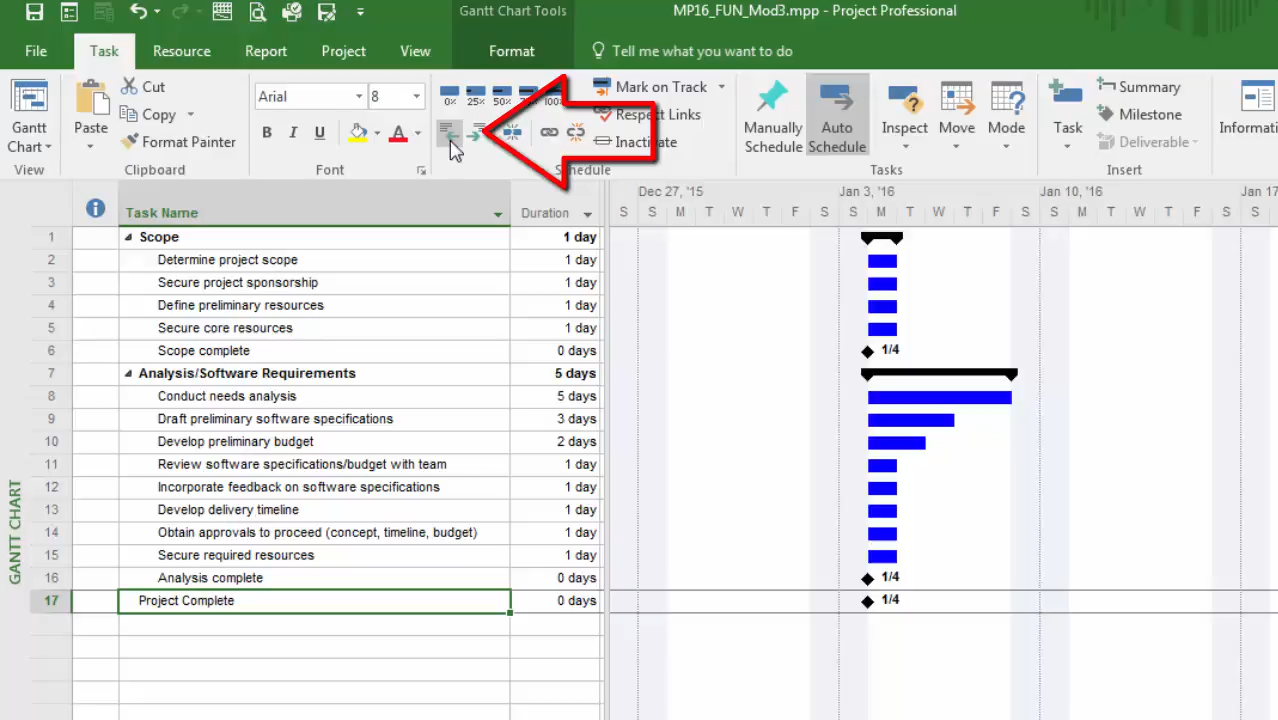 Gantt Chart Tools MP16_FUN_Mod3.mpp - Project Professional
File Task Resource Report Project View Format Tell me what you want to do
Gantt Chart
Paste
Cut
Copy
Format Painter
Arial 8
B I U A
0% 25% 50% 100%
Mark on Track
Respect Links
Inactivate
Manually Schedule
Auto Schedule
Inspect
Move
Mode
Task
Summary
Milestone
Deliverable
Informati
View Clipboard Font Schedule Tasks Insert
Dec 27, '15 Jan 3, '16 Jan 10, '16 Jan 17
Task Name Duration S S M T W T F S S M T W T F S S M T W T F S S
1 Scope 1 day
2 Determine project scope 1 day
3 Secure project sponsorship 1 day
4 Define preliminary resources 1 day
5 Secure core resources 1 day
6 Scope complete 0 days 1/4
7 Analysis/Software Requirements 5 days
8 Conduct needs analysis 5 days
9 Draft preliminary software specifications 3 days
10 Develop preliminary budget 2 days
11 Review software specifications/budget with team 1 day
12 Incorporate feedback on software specifications 1 day
13 Develop delivery timeline 1 day
14 Obtain approvals to proceed (concept, timeline, budget) 1 day
15 Secure required resources 1 day
16 Analysis complete 0 days 1/4
17 Project Complete 0 days 1/4
GANTT CHART